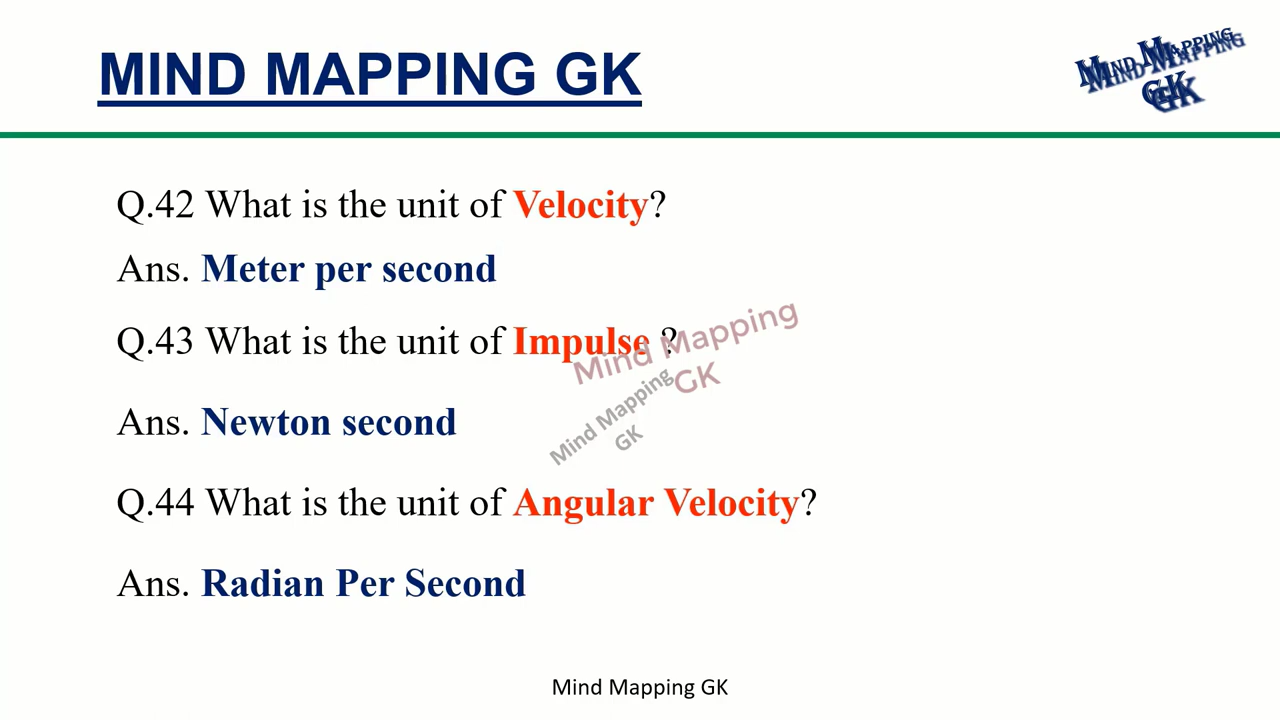 MIND MAPPING GK
MIND MAPPING
GK
Q.42 What is the unit of Velocity?
Ans. Meter per second
Q.43 What is the unit of Impulse ?
Mind Mapping
GK
Mind Mapping
GK
Ans. Newton second
Q.44 What is the unit of Angular Velocity?
Ans. Radian Per Second
Mind Mapping GK